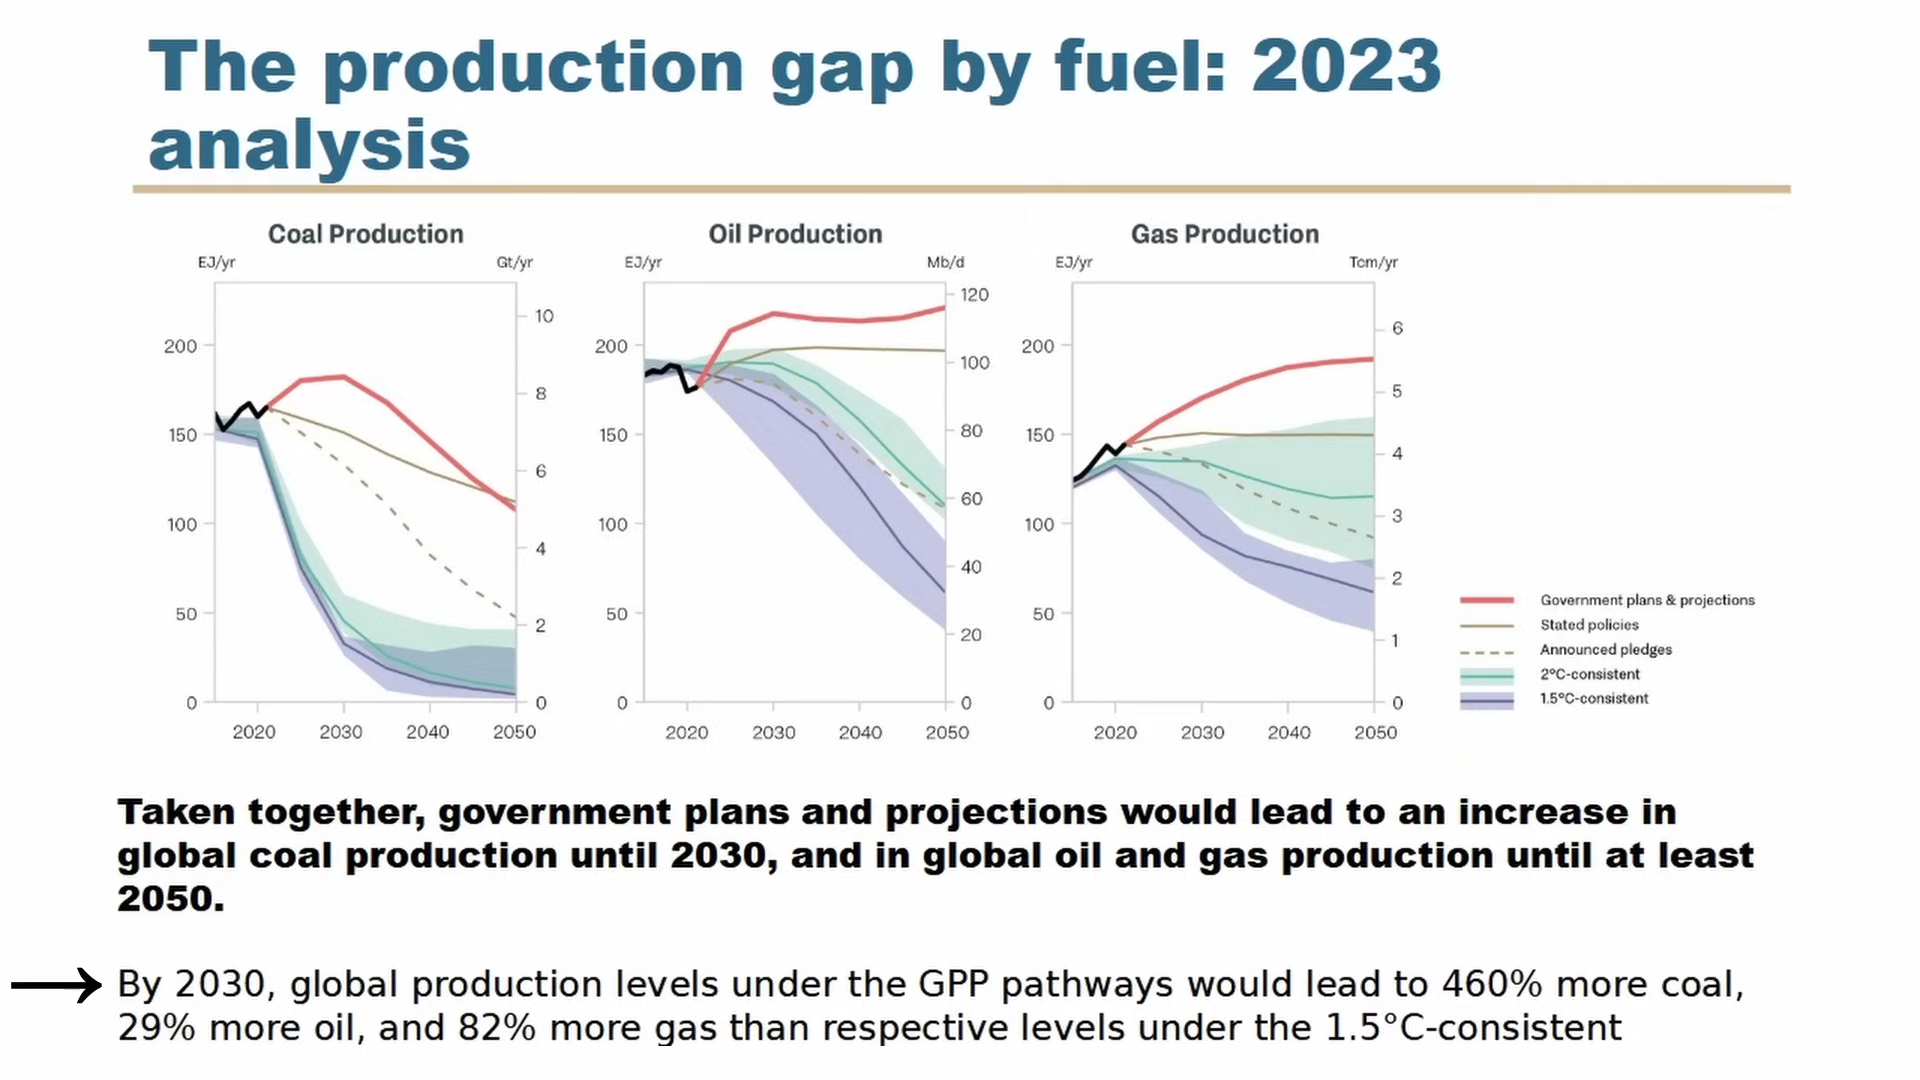 The production gap by fuel: 2023
analysis
Coal Production
EJ/yr
Gt/yr
200
150
100
50
0
10
8
6
4
2
0
2020
2030
2040
2050
Oil Production
EJ/yr
Mb/d
200
150
100
50
0
120
100
80
60
40
20
0
2020
2030
2040
2050
Gas Production
EJ/yr
Tcm/yr
200
150
100
50
0
6
5
4
3
2
1
0
2020
2030
2040
2050
Government plans & projections
Stated policies
Announced pledges
2°C-consistent
1.5°C-consistent
Taken together, government plans and projections would lead to an increase in
global coal production until 2030, and in global oil and gas production until at least
2050.
By 2030, global production levels under the GPP pathways would lead to 460% more coal,
29% more oil, and 82% more gas than respective levels under the 1.5°C-consistent